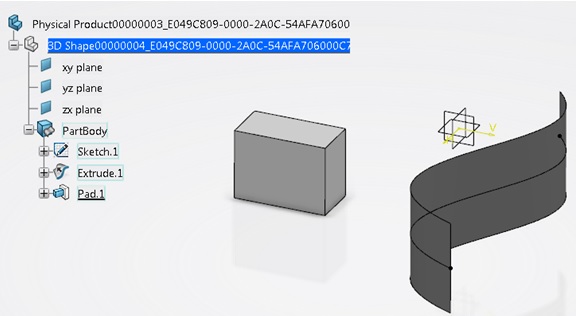 Physical Product00000003_E049C809-0000-2A0C-54AFA70600
3D Shape00000004_E049C809-0000-2A0C-54AFA706000C7
xy plane
yz plane
zx plane
PartBody
Sketch.1
Extrude.1
Pad.1
V